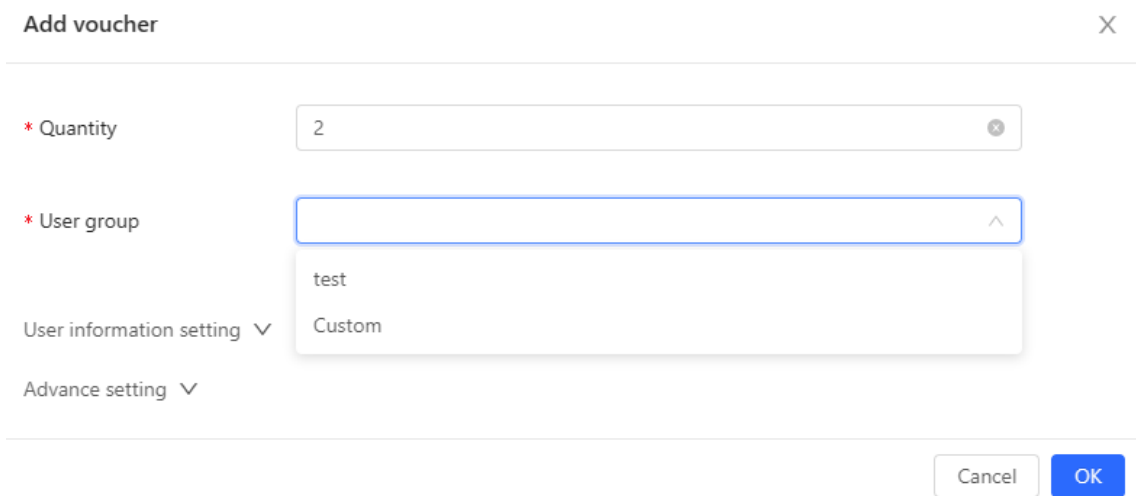 Add voucher
* Quantity
2
* User group
test
Custom
User information setting
Advance setting
Cancel
OK